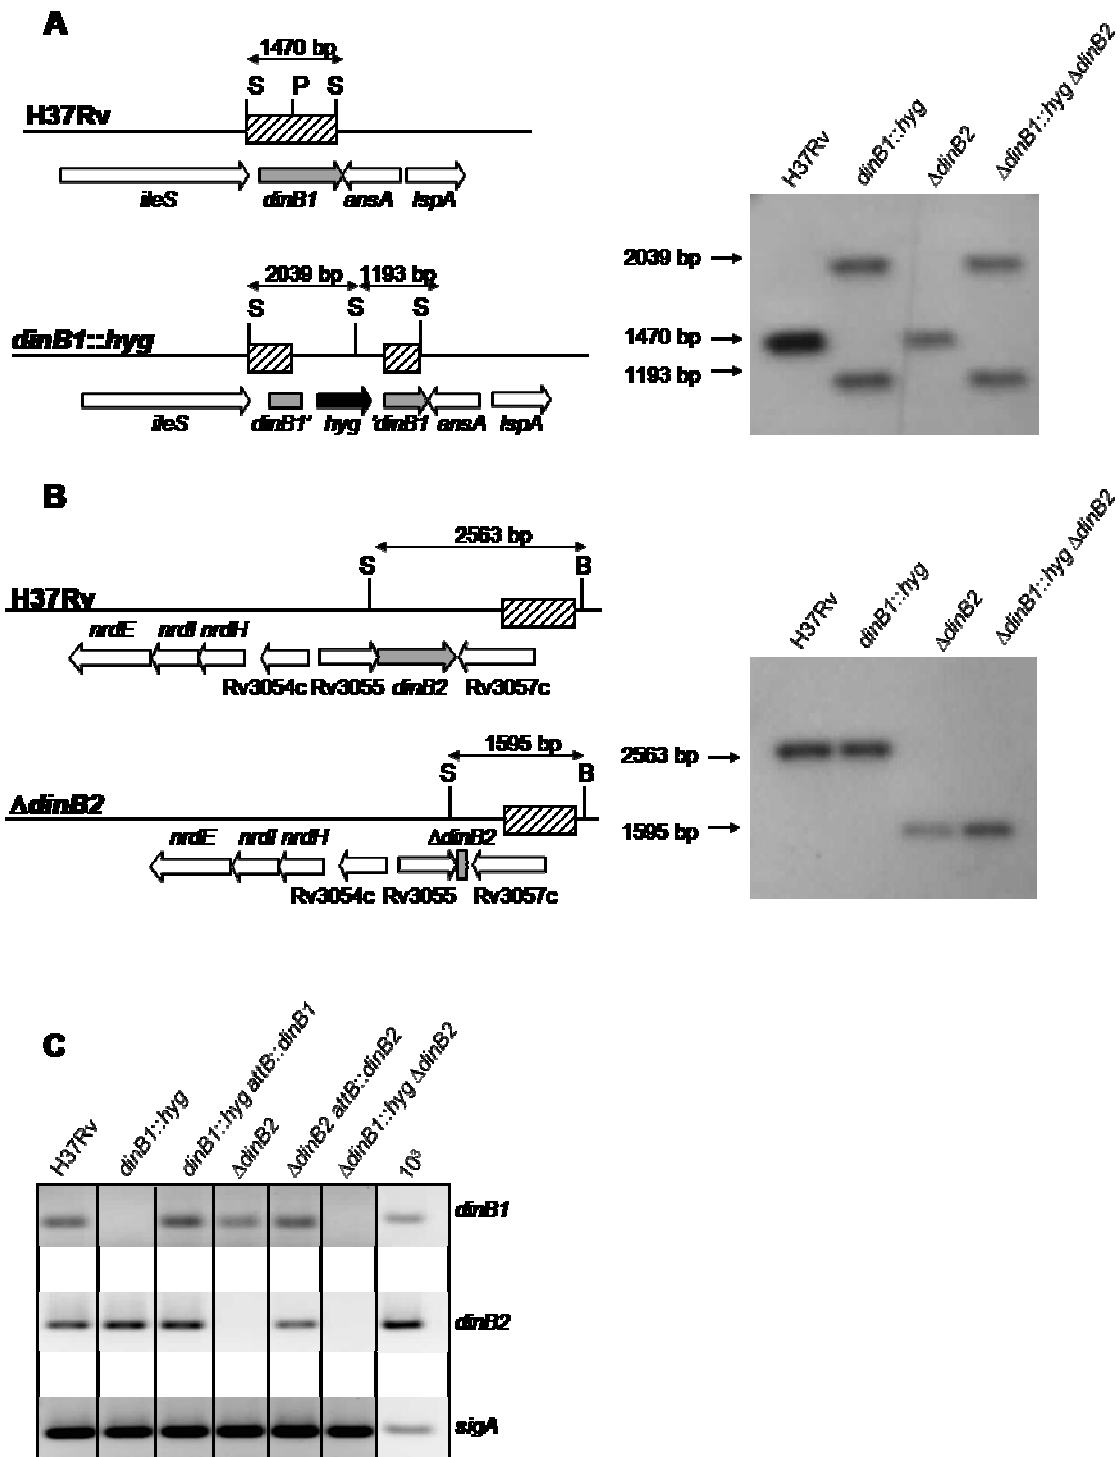 A
1470 bp
S P S
H37Rv
ileS dinB1 ansA lspA
2039 bp 1193 bp
S S S
dinB1::hyg
ileS dinB1' hyg 'dinB1 ansA lspA
H37Rv dinB1::hyg ΔdinB2 ΔdinB1::hyg ΔdinB2
2039 bp
1470 bp
1193 bp
B
2563 bp
S B
H37Rv
nrdE nrdI nrdH
Rv3054c Rv3055 dinB2 Rv3057c
1595 bp
S B
ΔdinB2
nrdE nrdI nrdH ΔdinB2
Rv3054c Rv3055 Rv3057c
H37Rv dinB1::hyg ΔdinB2 ΔdinB1::hyg ΔdinB2
2563 bp
1595 bp
C
H37Rv dinB1::hyg dinB1::hyg attB::dinB1 ΔdinB2 ΔdinB2 attB::dinB2 ΔdinB1::hyg ΔdinB2 10³
dinB1
dinB2
sigA